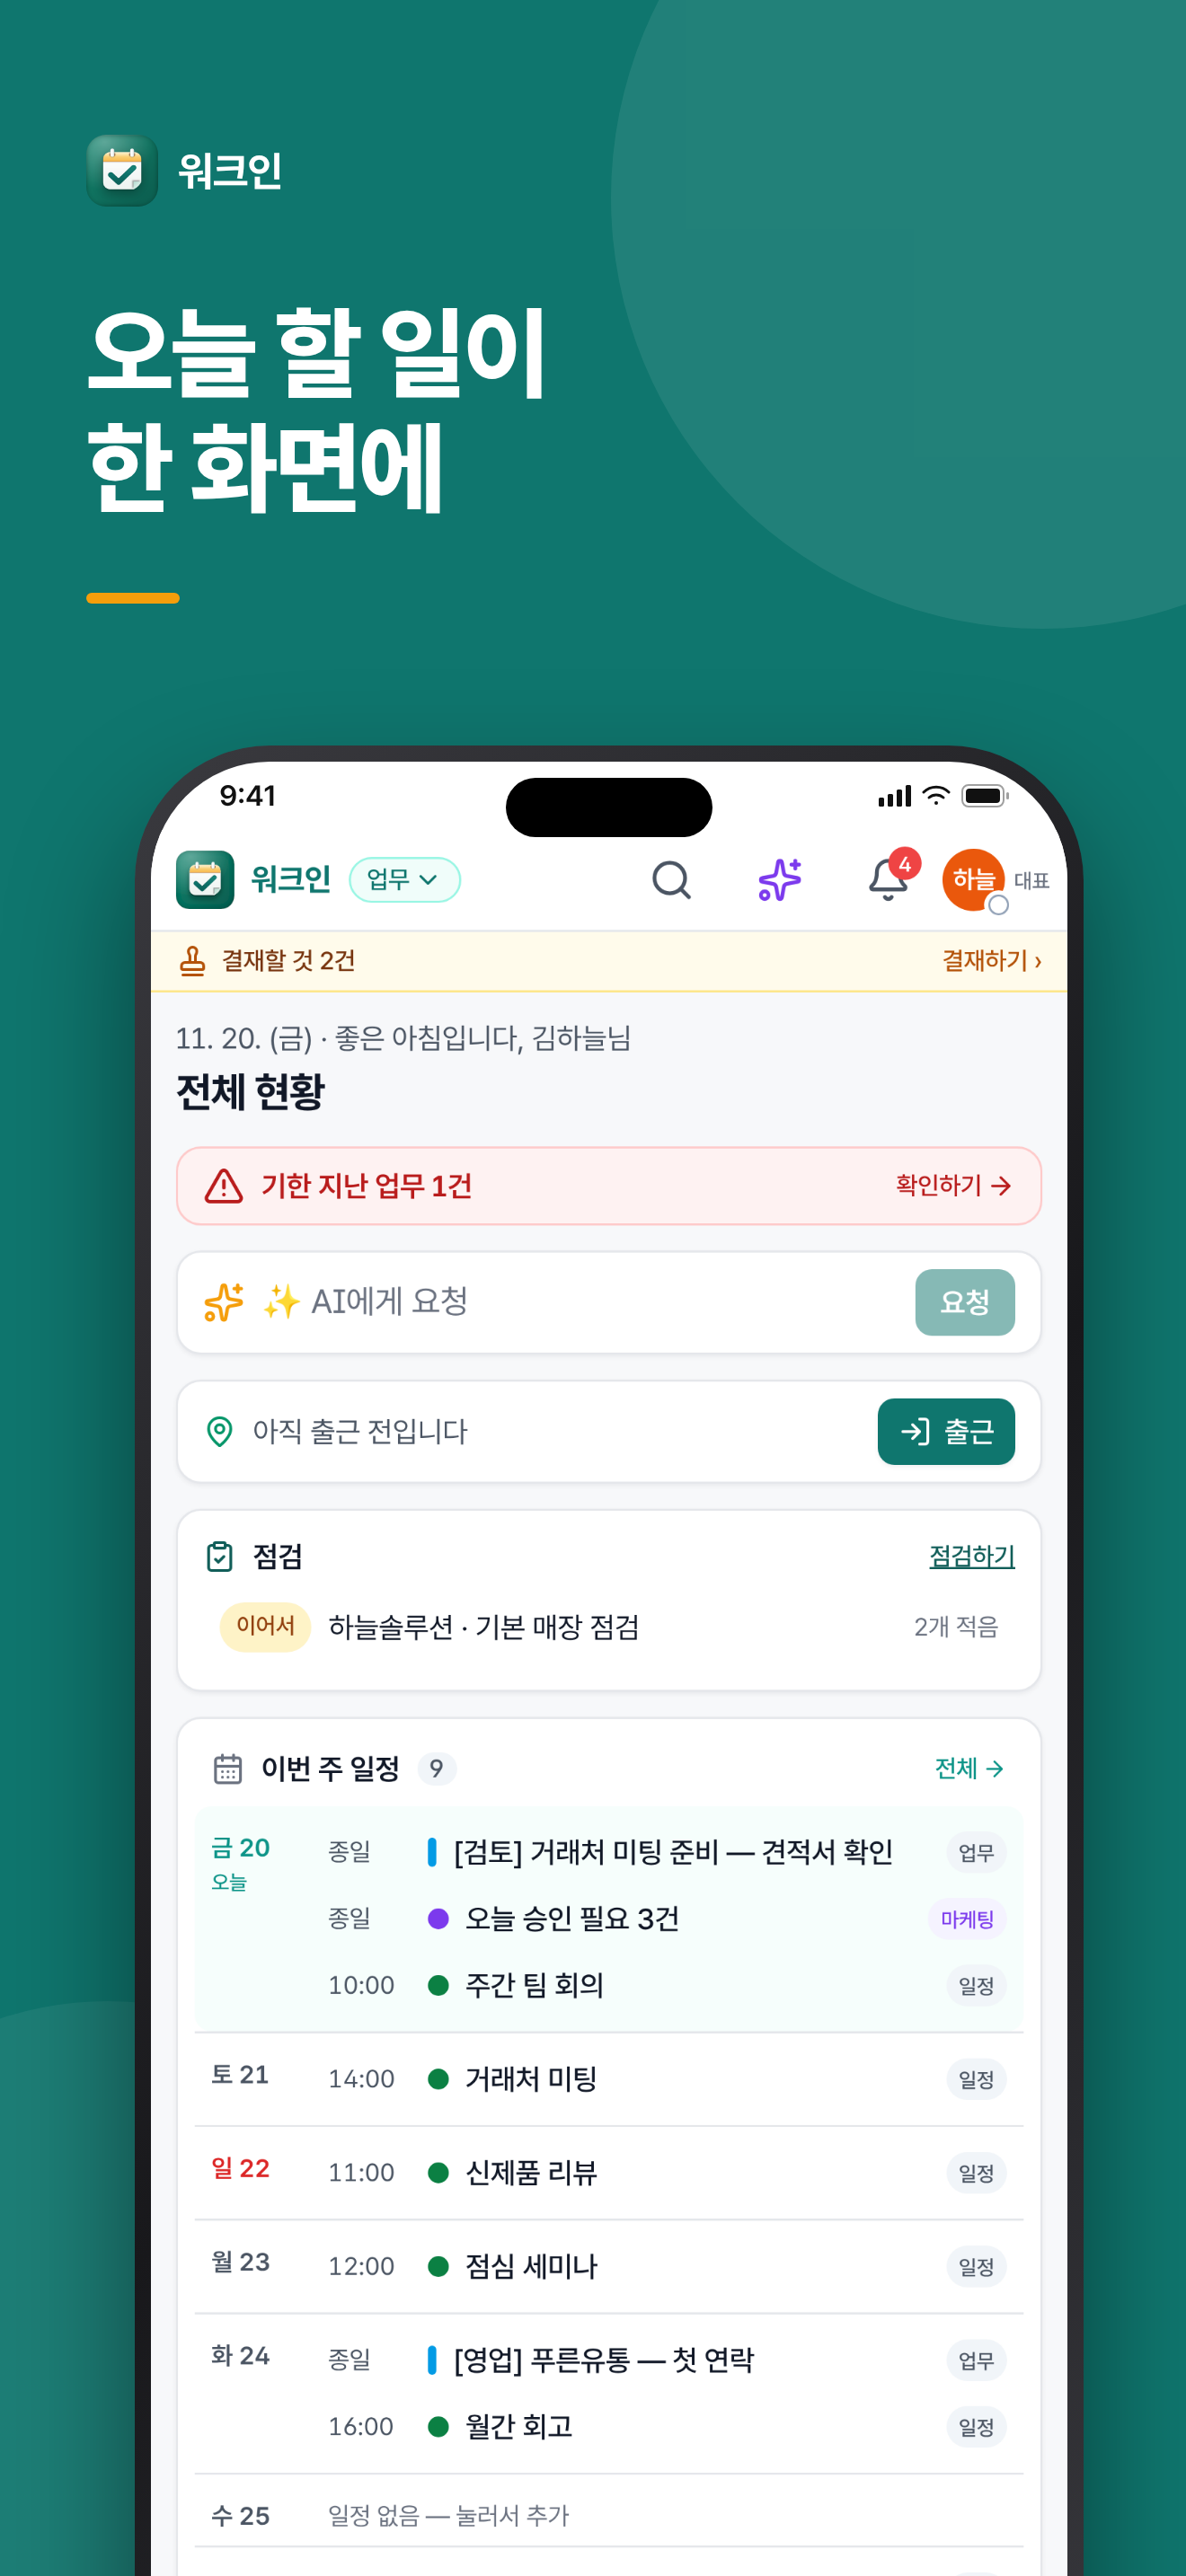 워크인
오늘 할 일이
한 화면에
9:41
워크인 업무 4 하늘 대표
결재할 것 2건 결재하기 ›
11. 20. (금) · 좋은 아침입니다, 김하늘님
전체 현황
기한 지난 업무 1건 확인하기 →
✨ AI에게 요청 요청
아직 출근 전입니다 출근
점검 점검하기
이어서 하늘솔루션 · 기본 매장 점검 2개 적음
이번 주 일정 9 전체 →
금 20 종일 [검토] 거래처 미팅 준비 — 견적서 확인 업무
오늘
종일 오늘 승인 필요 3건 마케팅
10:00 주간 팀 회의 일정
토 21 14:00 거래처 미팅 일정
일 22 11:00 신제품 리뷰 일정
월 23 12:00 점심 세미나 일정
화 24 종일 [영업] 푸른유통 — 첫 연락 업무
16:00 월간 회고 일정
수 25 일정 없음 — 눌러서 추가